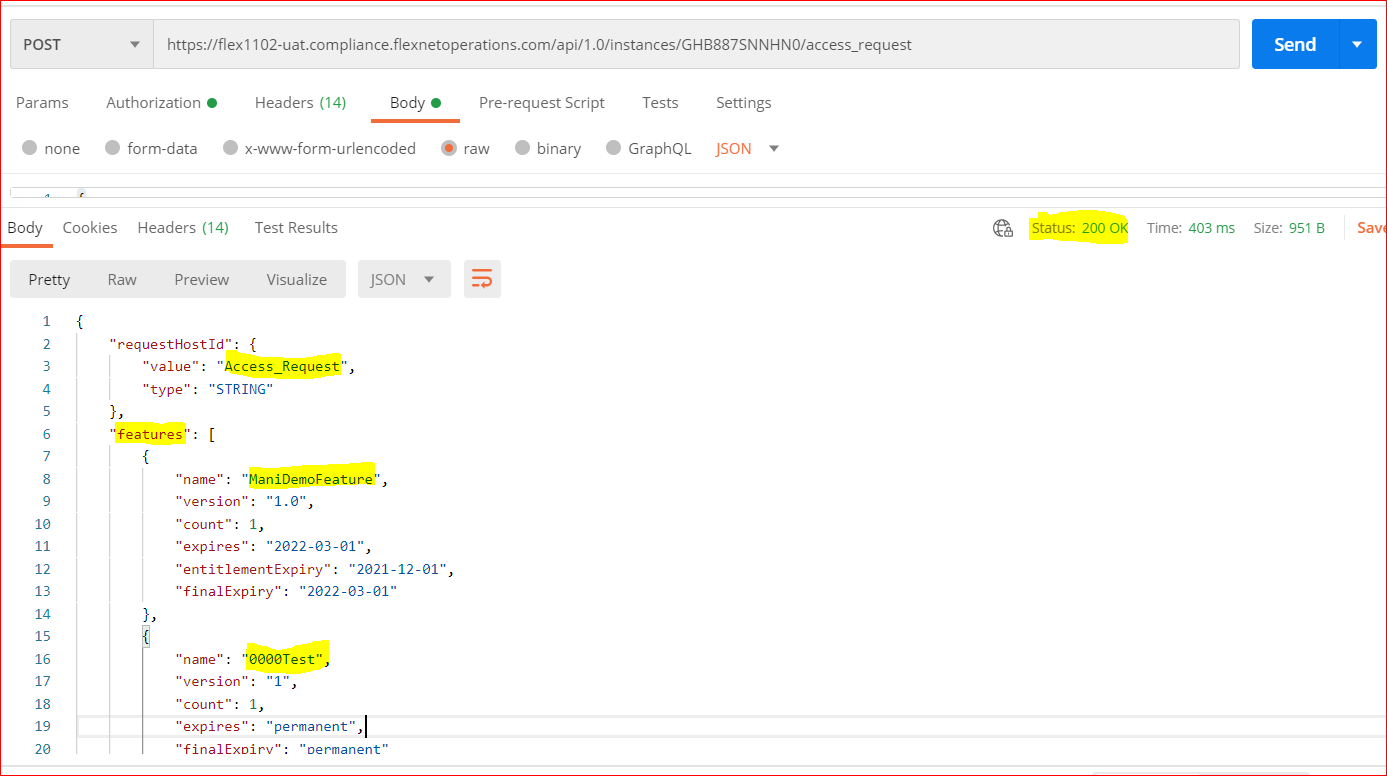 POST https://flex1102-uat.compliance.flexnetoperations.com/api/1.0/instances/GHB887SNNHN0/access_request Send
Params Authorization Headers (14) Body Pre-request Script Tests Settings
none form-data x-www-form-urlencoded raw binary GraphQL JSON
Body Cookies Headers (14) Test Results Status: 200 OK Time: 403 ms Size: 951 B Save
Pretty Raw Preview Visualize JSON
1 {
2 "requestHostId": {
3 "value": "Access_Request",
4 "type": "STRING"
5 },
6 "features": [
7 {
8 "name": "ManiDemoFeature",
9 "version": "1.0",
10 "count": 1,
11 "expires": "2022-03-01",
12 "entitlementExpiry": "2021-12-01",
13 "finalExpiry": "2022-03-01"
14 },
15 {
16 "name": "0000Test",
17 "version": "1",
18 "count": 1,
19 "expires": "permanent",
20 "finalExpiry": "permanent"